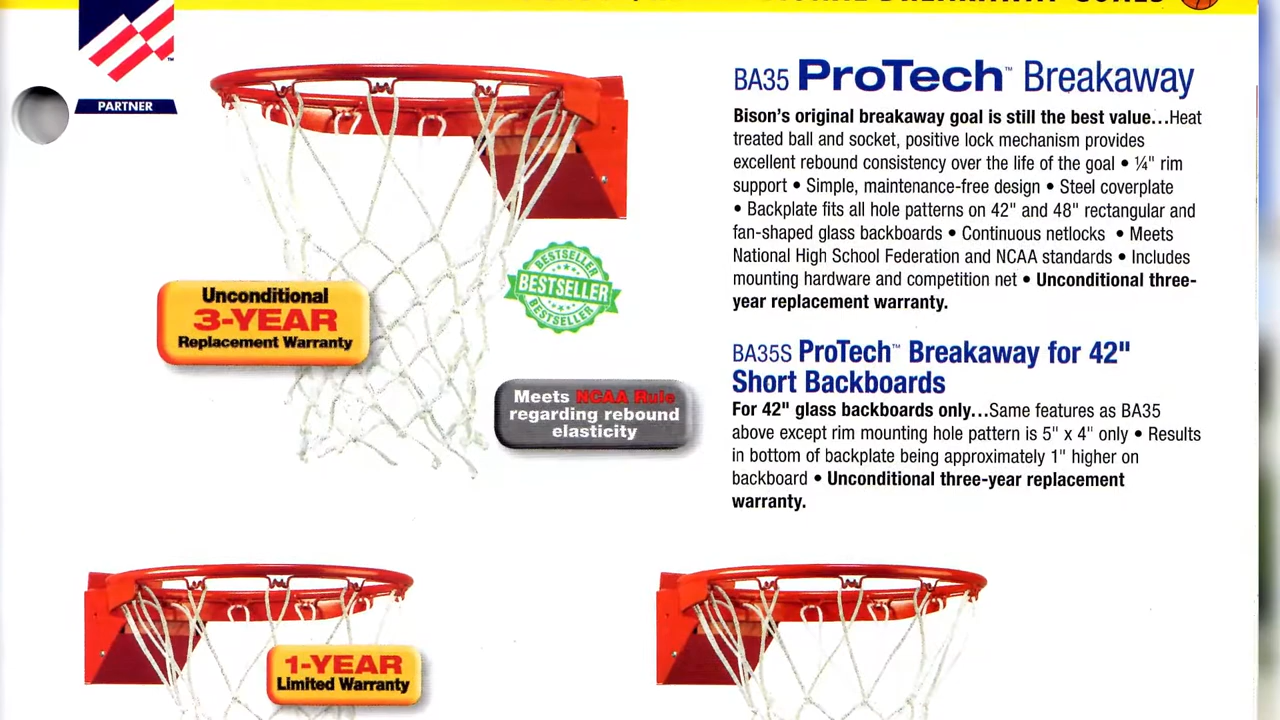 PARTNER
BA35 ProTech™ Breakaway
Bison's original breakaway goal is still the best value...Heat
treated ball and socket, positive lock mechanism provides
excellent rebound consistency over the life of the goal • ¼" rim
support • Simple, maintenance-free design • Steel coverplate
• Backplate fits all hole patterns on 42" and 48" rectangular and
fan-shaped glass backboards • Continuous netlocks • Meets
National High School Federation and NCAA standards • Includes
mounting hardware and competition net • Unconditional three-
year replacement warranty.
BESTSELLER
BESTSELLER
BESTSELLER
Unconditional
3-YEAR
Replacement Warranty
Meets NCAA Rule
regarding rebound
elasticity
BA35S ProTech™ Breakaway for 42"
Short Backboards
For 42" glass backboards only...Same features as BA35
above except rim mounting hole pattern is 5" x 4" only • Results
in bottom of backplate being approximately 1" higher on
backboard • Unconditional three-year replacement
warranty.
1-YEAR
Limited Warranty